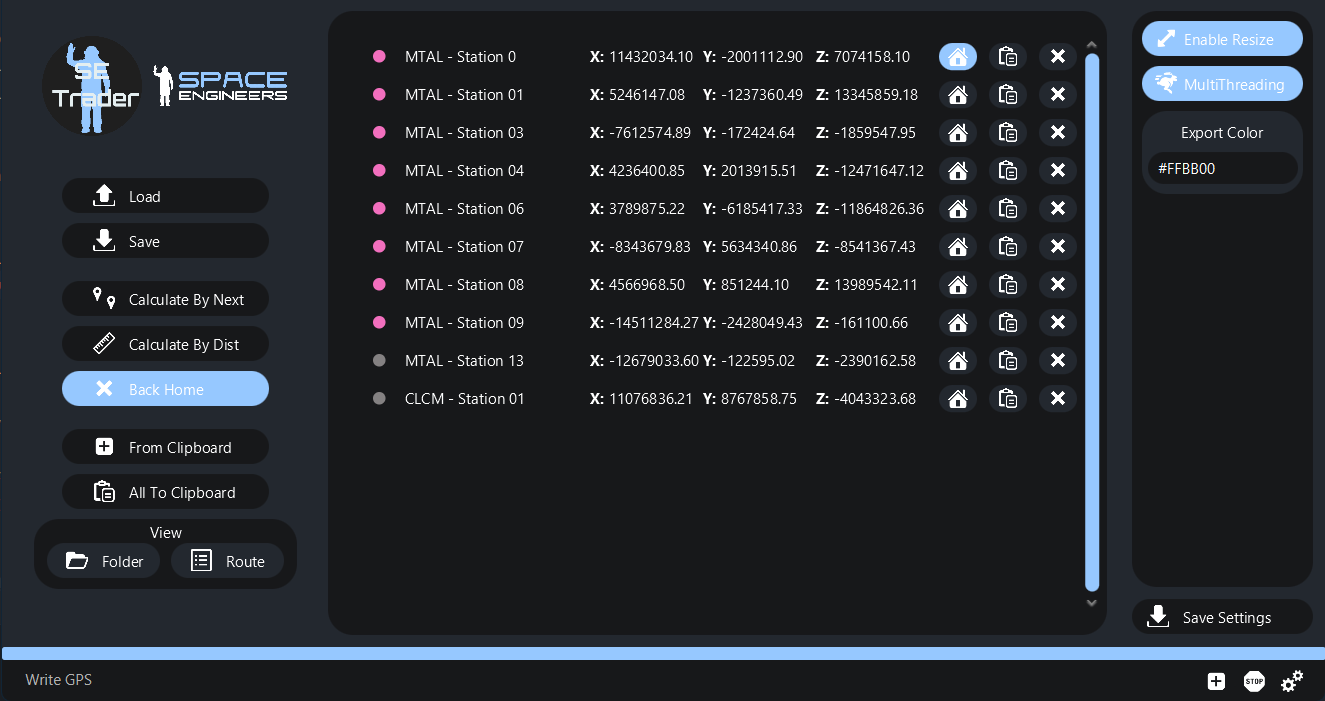 SE
Trader
SPACE
ENGINEERS
Load
Save
Calculate By Next
Calculate By Dist
Back Home
From Clipboard
All To Clipboard
View
Folder
Route
MTAL - Station 0 X: 11432034.10 Y: -2001112.90 Z: 7074158.10
MTAL - Station 01 X: 5246147.08 Y: -1237360.49 Z: 13345859.18
MTAL - Station 03 X: -7612574.89 Y: -172424.64 Z: -1859547.95
MTAL - Station 04 X: 4236400.85 Y: 2013915.51 Z: -12471647.12
MTAL - Station 06 X: 3789875.22 Y: -6185417.33 Z: -11864826.36
MTAL - Station 07 X: -8343679.83 Y: 5634340.86 Z: -8541367.43
MTAL - Station 08 X: 4566968.50 Y: 851244.10 Z: 13989542.11
MTAL - Station 09 X: -14511284.27 Y: -2428049.43 Z: -161100.66
MTAL - Station 13 X: -12679033.60 Y: -122595.02 Z: -2390162.58
CLCM - Station 01 X: 11076836.21 Y: 8767858.75 Z: -4043323.68
Enable Resize
MultiThreading
Export Color
#FFBB00
Save Settings
Write GPS
STOP